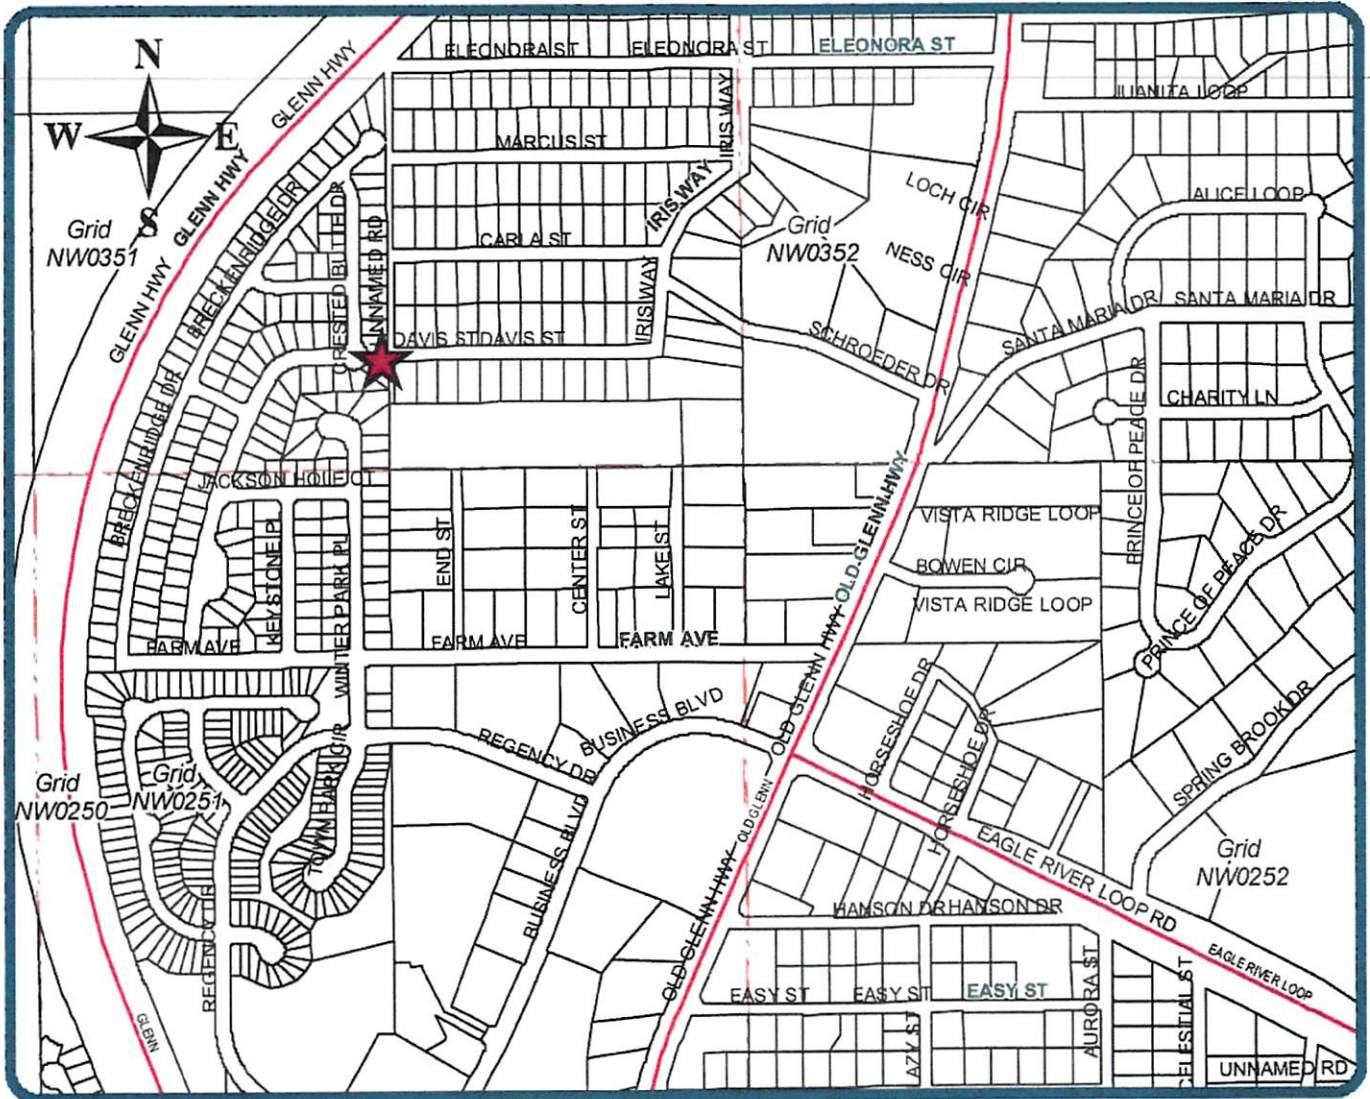 ELEONORA ST
ELEONORA ST
ELEONORA ST
N
GLENN HWY
JUANITA LOOP
W
E
MARCUS ST
IRIS WAY
S
GLENN HWY
BRECKENRIDGE DR
CRESTED BUTTE DR
UNNAMED RD
IRIS WAY
LOCH CIR
ALICE LOOP
Grid
NW0351
CARLA ST
Grid
NW0352
NESS CIR
GLENN HWY
BRECKENRIDGE DR
IRIS WAY
SANTA MARIA DR
SANTA MARIA DR
DAVIS ST
DAVIS ST
SCHROEDER DR
BRECKENRIDGE DR
PRINCE OF PEACE DR
CHARITY LN
JACKSON HOLE CT
OLD GLENN HWY
END ST
CENTER ST
LAKE ST
VISTA RIDGE LOOP
BOWEN CIR
VISTA RIDGE LOOP
KEYSTONE PL
WINTER PARK PL
PRINCE OF PEACE DR
FARM AVE
FARM AVE
FARM AVE
OLD GLENN HWY
HORSESHOE DR
HORSESHOE DR
SPRING BROOK DR
REGENCY DR
BUSINESS BLVD
TOWN PARK CIR
Grid
NW0250
Grid
NW0251
OLD GLENN
BUSINESS BLVD
EAGLE RIVER LOOP RD
Grid
NW0252
OLD GLENN HWY
HANSON DR
HANSON DR
REGENCY DR
EAGLE RIVER LOOP
EASY ST
EASY ST
EASY ST
AURORA ST
CELESTIAL ST
GLENN
AZY ST
UNNAMED RD